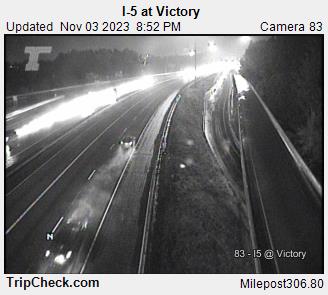 I-5 at Victory
Updated Nov 03 2023 8:52 PM Camera 83
T
N
83 - I5 @ Victory
TripCheck.com Milepost306.80